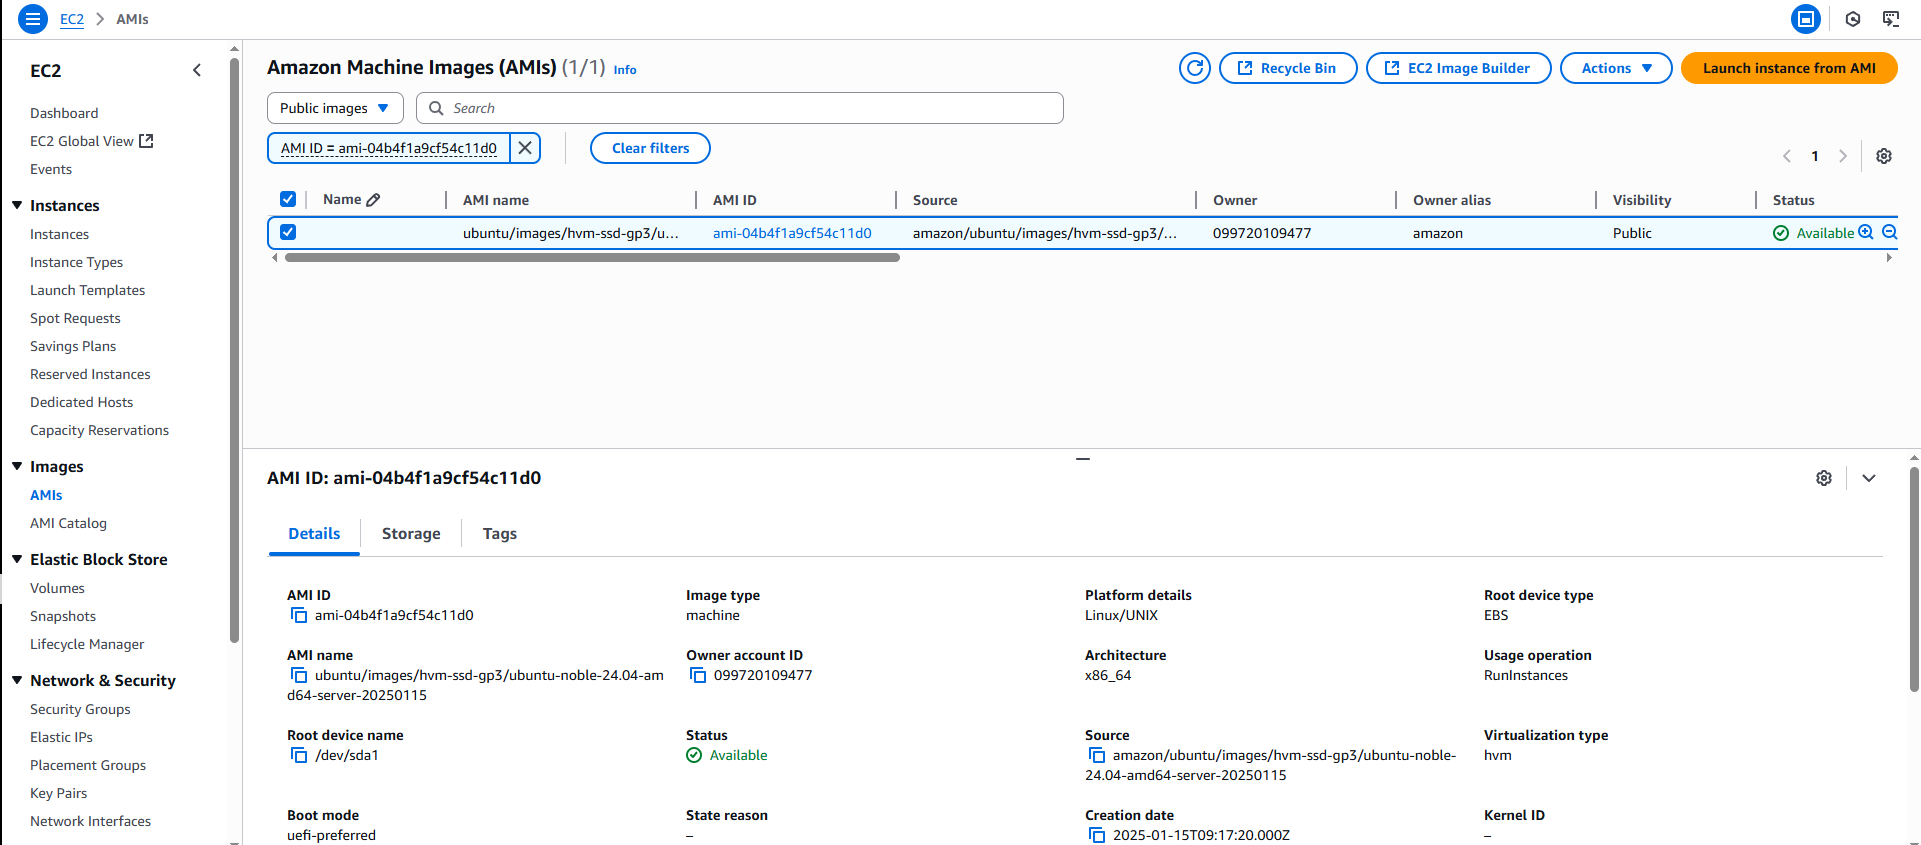 EC2 > AMIs
EC2
Dashboard
EC2 Global View
Events
Instances
Instances
Instance Types
Launch Templates
Spot Requests
Savings Plans
Reserved Instances
Dedicated Hosts
Capacity Reservations
Images
AMIs
AMI Catalog
Elastic Block Store
Volumes
Snapshots
Lifecycle Manager
Network & Security
Security Groups
Elastic IPs
Placement Groups
Key Pairs
Network Interfaces
Amazon Machine Images (AMIs) (1/1) Info
Recycle Bin
EC2 Image Builder
Actions
Launch instance from AMI
Public images
Search
AMI ID = ami-04b4f1a9cf54c11d0
Clear filters
1
Name AMI name AMI ID Source Owner Owner alias Visibility Status
ubuntu/images/hvm-ssd-gp3/u... ami-04b4f1a9cf54c11d0 amazon/ubuntu/images/hvm-ssd-gp3/... 099720109477 amazon Public Available
AMI ID: ami-04b4f1a9cf54c11d0
Details Storage Tags
AMI ID
ami-04b4f1a9cf54c11d0
Image type
machine
Platform details
Linux/UNIX
Root device type
EBS
AMI name
ubuntu/images/hvm-ssd-gp3/ubuntu-noble-24.04-am
d64-server-20250115
Owner account ID
099720109477
Architecture
x86_64
Usage operation
RunInstances
Root device name
/dev/sda1
Status
Available
Source
amazon/ubuntu/images/hvm-ssd-gp3/ubuntu-noble-
24.04-amd64-server-20250115
Virtualization type
hvm
Boot mode
uefi-preferred
State reason
–
Creation date
2025-01-15T09:17:20.000Z
Kernel ID
–